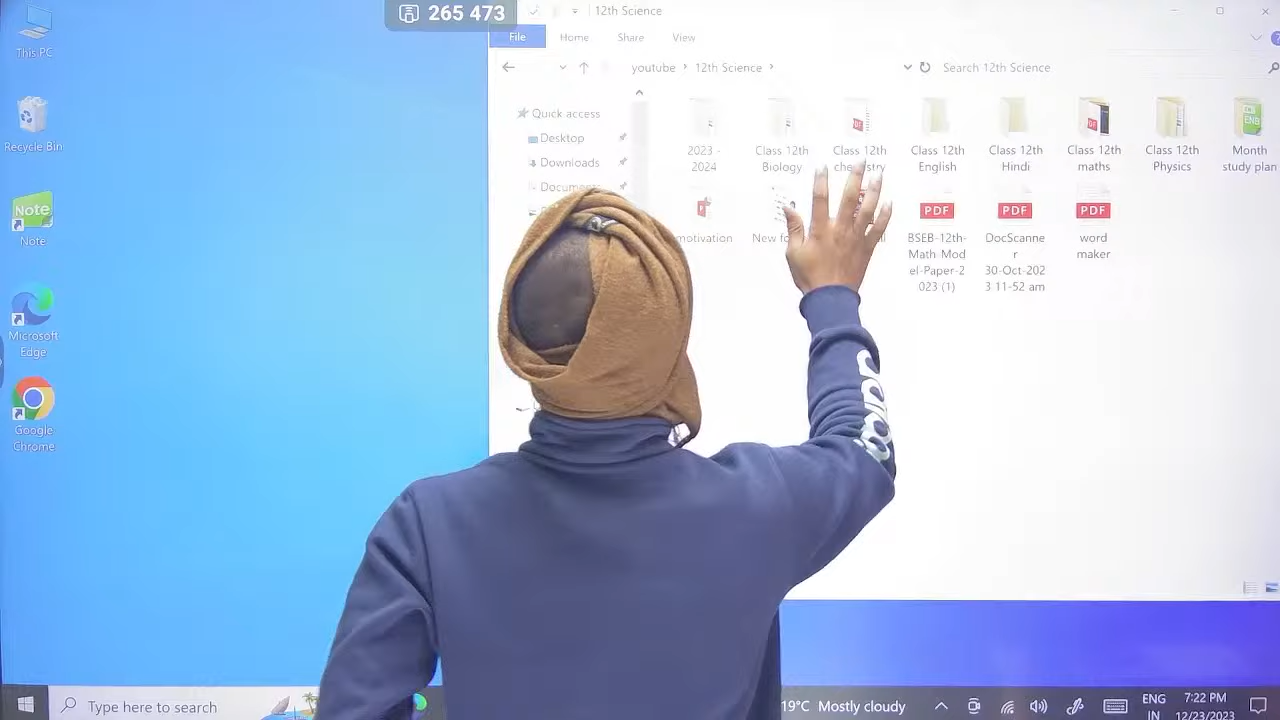 265 473
12th Science
This PC
File Home Share View
youtube 12th Science
Search 12th Science
Quick access
Desktop
Downloads
Recycle Bin
2023 -
2024
Class 12th
Biology
Class 12th
chemistry
Class 12th
English
Class 12th
Hindi
Class 12th
maths
Class 12th
Physics
Month
study plan
Note
Note
motivation
PDF
BSEB-12th-
Math-Mod
el-Paper-2
023 (1)
PDF
DocScanne
r
30-Oct-202
3 11-52 am
PDF
word
maker
Microsoft
Edge
Google
Chrome
Type here to search
19°C Mostly cloudy
ENG
IN
7:22 PM
12/23/2023